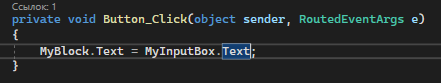 Ссылок: 1
private void Button_Click(object sender, RoutedEventArgs e)
{
MyBlock.Text = MyInputBox.Text;
}